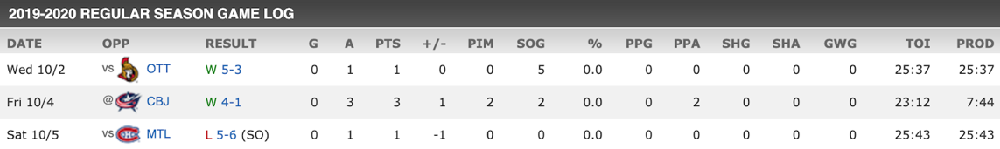 2019-2020 REGULAR SEASON GAME LOG
DATE OPP RESULT G A PTS +/- PIM SOG % PPG PPA SHG SHA GWG TOI PROD
Wed 10/2 vs OTT W 5-3 0 1 1 0 0 5 0.0 0 0 0 0 0 25:37 25:37
Fri 10/4 @ CBJ W 4-1 0 3 3 1 2 2 0.0 0 2 0 0 0 23:12 7:44
Sat 10/5 vs MTL L 5-6 (SO) 0 1 1 -1 0 0 0.0 0 0 0 0 0 25:43 25:43